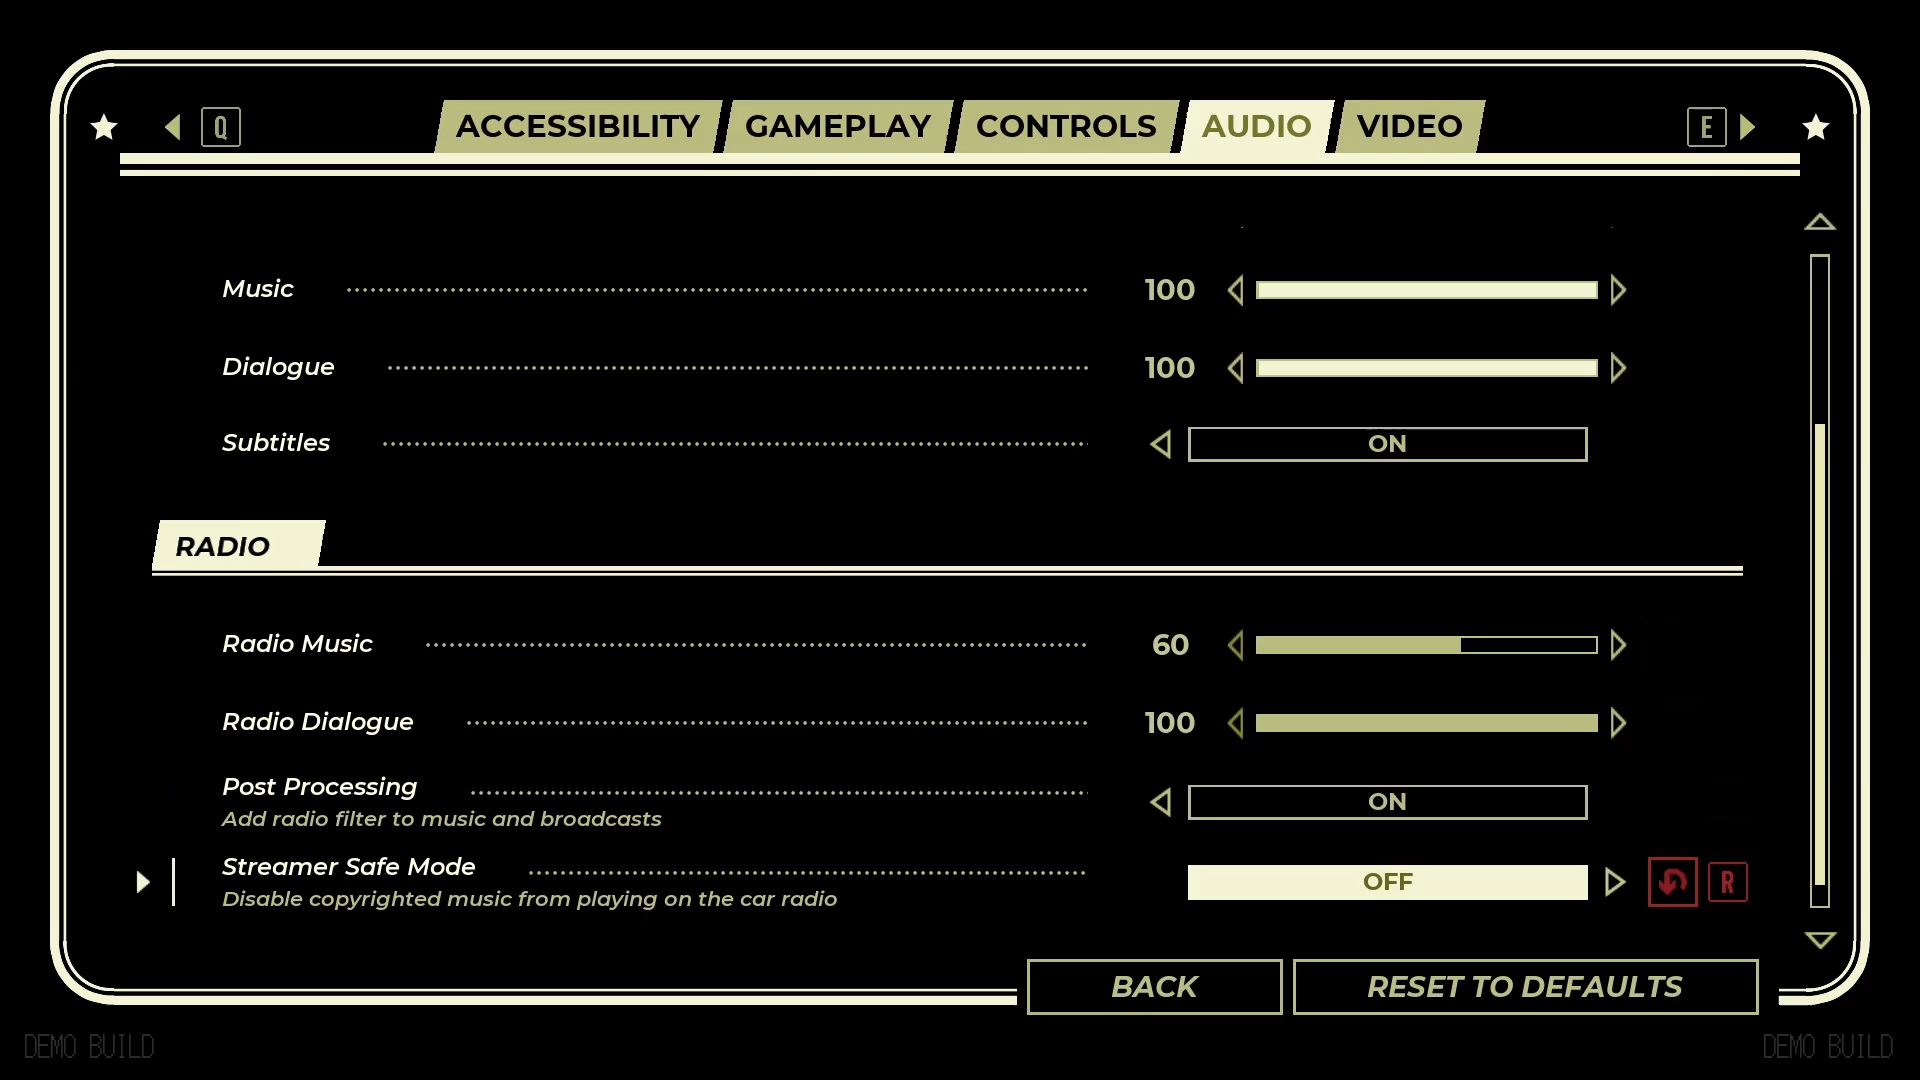 Q
ACCESSIBILITY GAMEPLAY CONTROLS AUDIO VIDEO
E
Music 100
Dialogue 100
Subtitles ON
RADIO
Radio Music 60
Radio Dialogue 100
Post Processing ON
Add radio filter to music and broadcasts
Streamer Safe Mode OFF R
Disable copyrighted music from playing on the car radio
BACK RESET TO DEFAULTS
DEMO BUILD DEMO BUILD